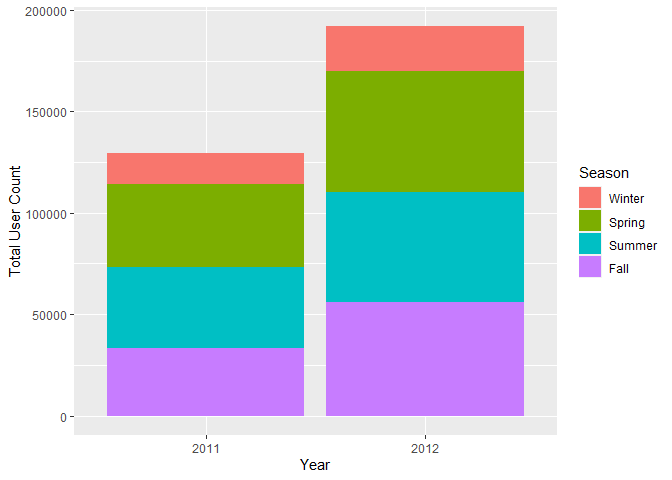 200000
150000
100000
50000
0
Total User Count
2011
2012
Year
Season
Winter
Spring
Summer
Fall